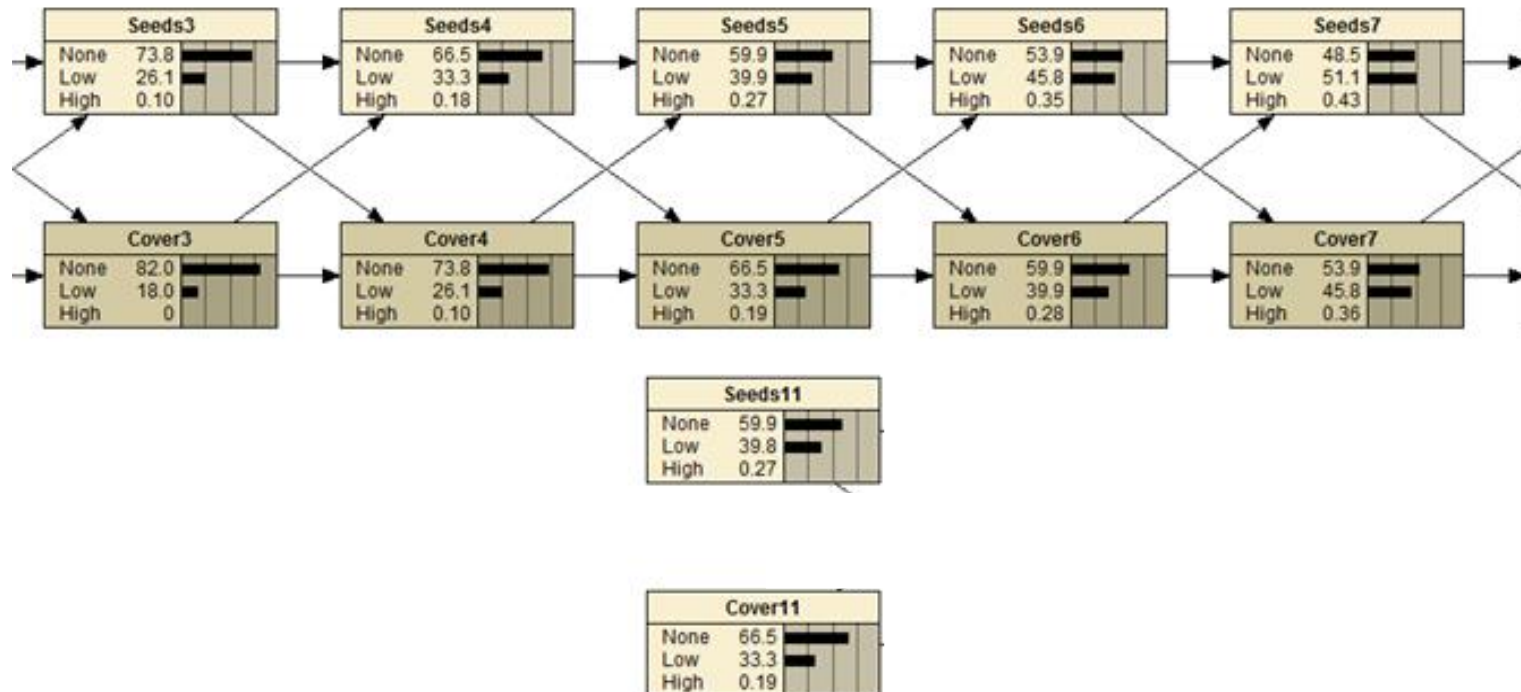 Seeds3
None 73.8
Low 26.1
High 0.10
Seeds4
None 66.5
Low 33.3
High 0.18
Seeds5
None 59.9
Low 39.9
High 0.27
Seeds6
None 53.9
Low 45.8
High 0.35
Seeds7
None 48.5
Low 51.1
High 0.43
Cover3
None 82.0
Low 18.0
High 0
Cover4
None 73.8
Low 26.1
High 0.10
Cover5
None 66.5
Low 33.3
High 0.19
Cover6
None 59.9
Low 39.9
High 0.28
Cover7
None 53.9
Low 45.8
High 0.36
Seeds11
None 59.9
Low 39.8
High 0.27
Cover11
None 66.5
Low 33.3
High 0.19